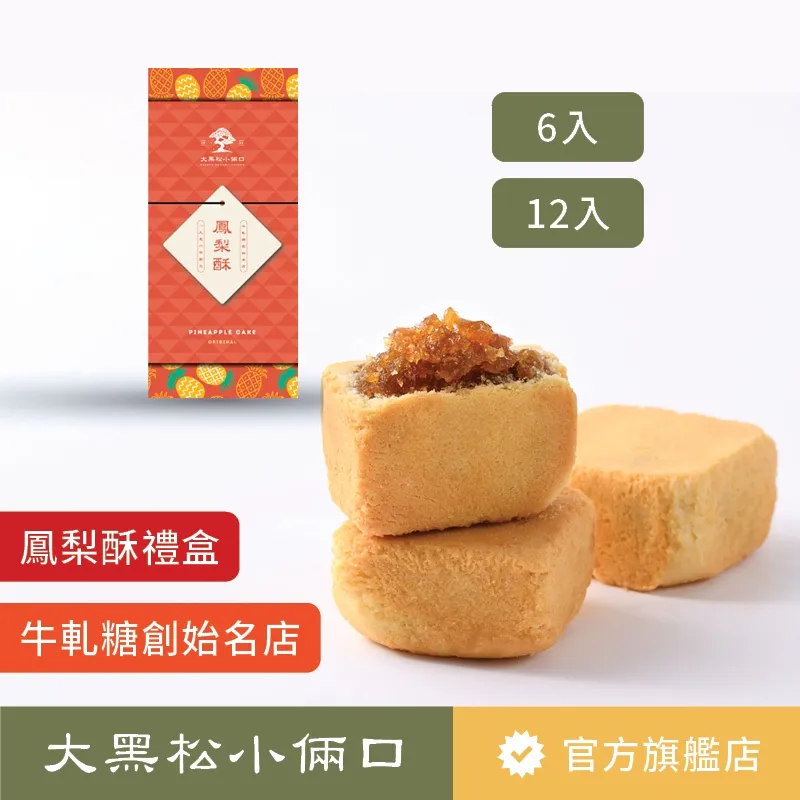 大黑松小倆口
鳳梨酥
PINEAPPLE CAKE
ORIGINAL
6入
12入
鳳梨酥禮盒
牛軋糖創始名店
大黑松小倆口
官方旗艦店